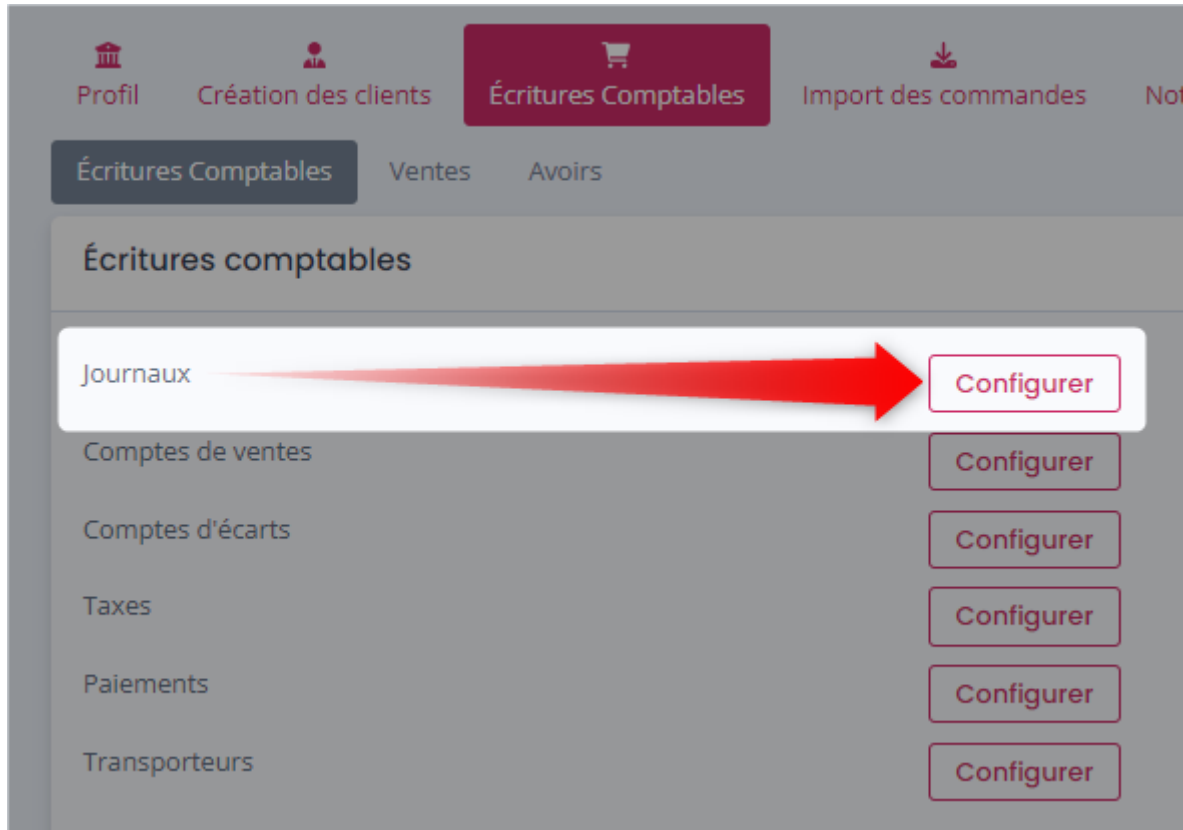 Profil Création des clients Écritures Comptables Import des commandes Not
Écritures Comptables Ventes Avoirs
Écritures comptables
Journaux Configurer
Comptes de ventes Configurer
Comptes d'écarts Configurer
Taxes Configurer
Paiements Configurer
Transporteurs Configurer